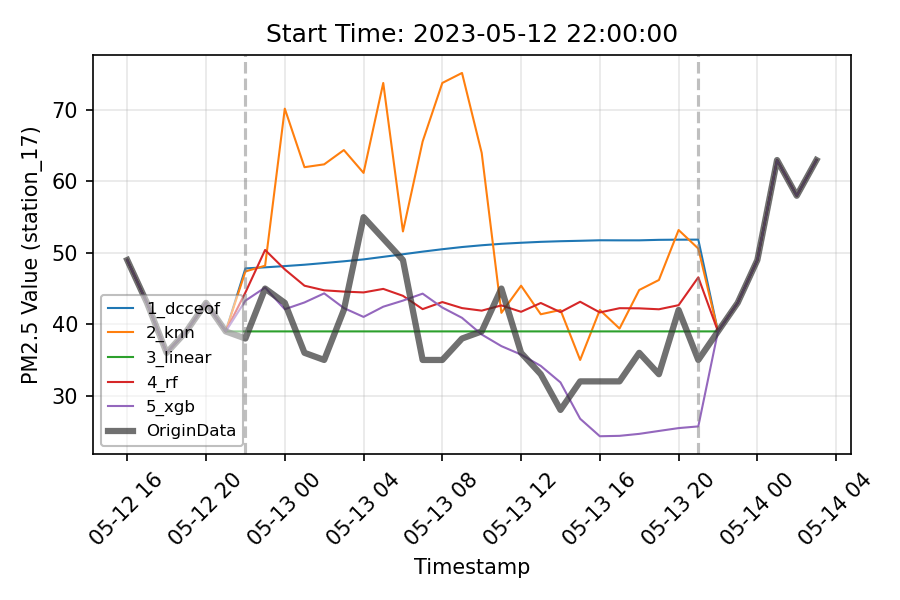 Start Time: 2023-05-12 22:00:00
PM2.5 Value (station_17)
70
60
50
40
30
1_dcceof
2_knn
3_linear
4_rf
5_xgb
OriginData
05-12 16
05-12 20
05-13 00
05-13 04
05-13 08
05-13 12
05-13 16
05-13 20
05-14 00
05-14 04
Timestamp